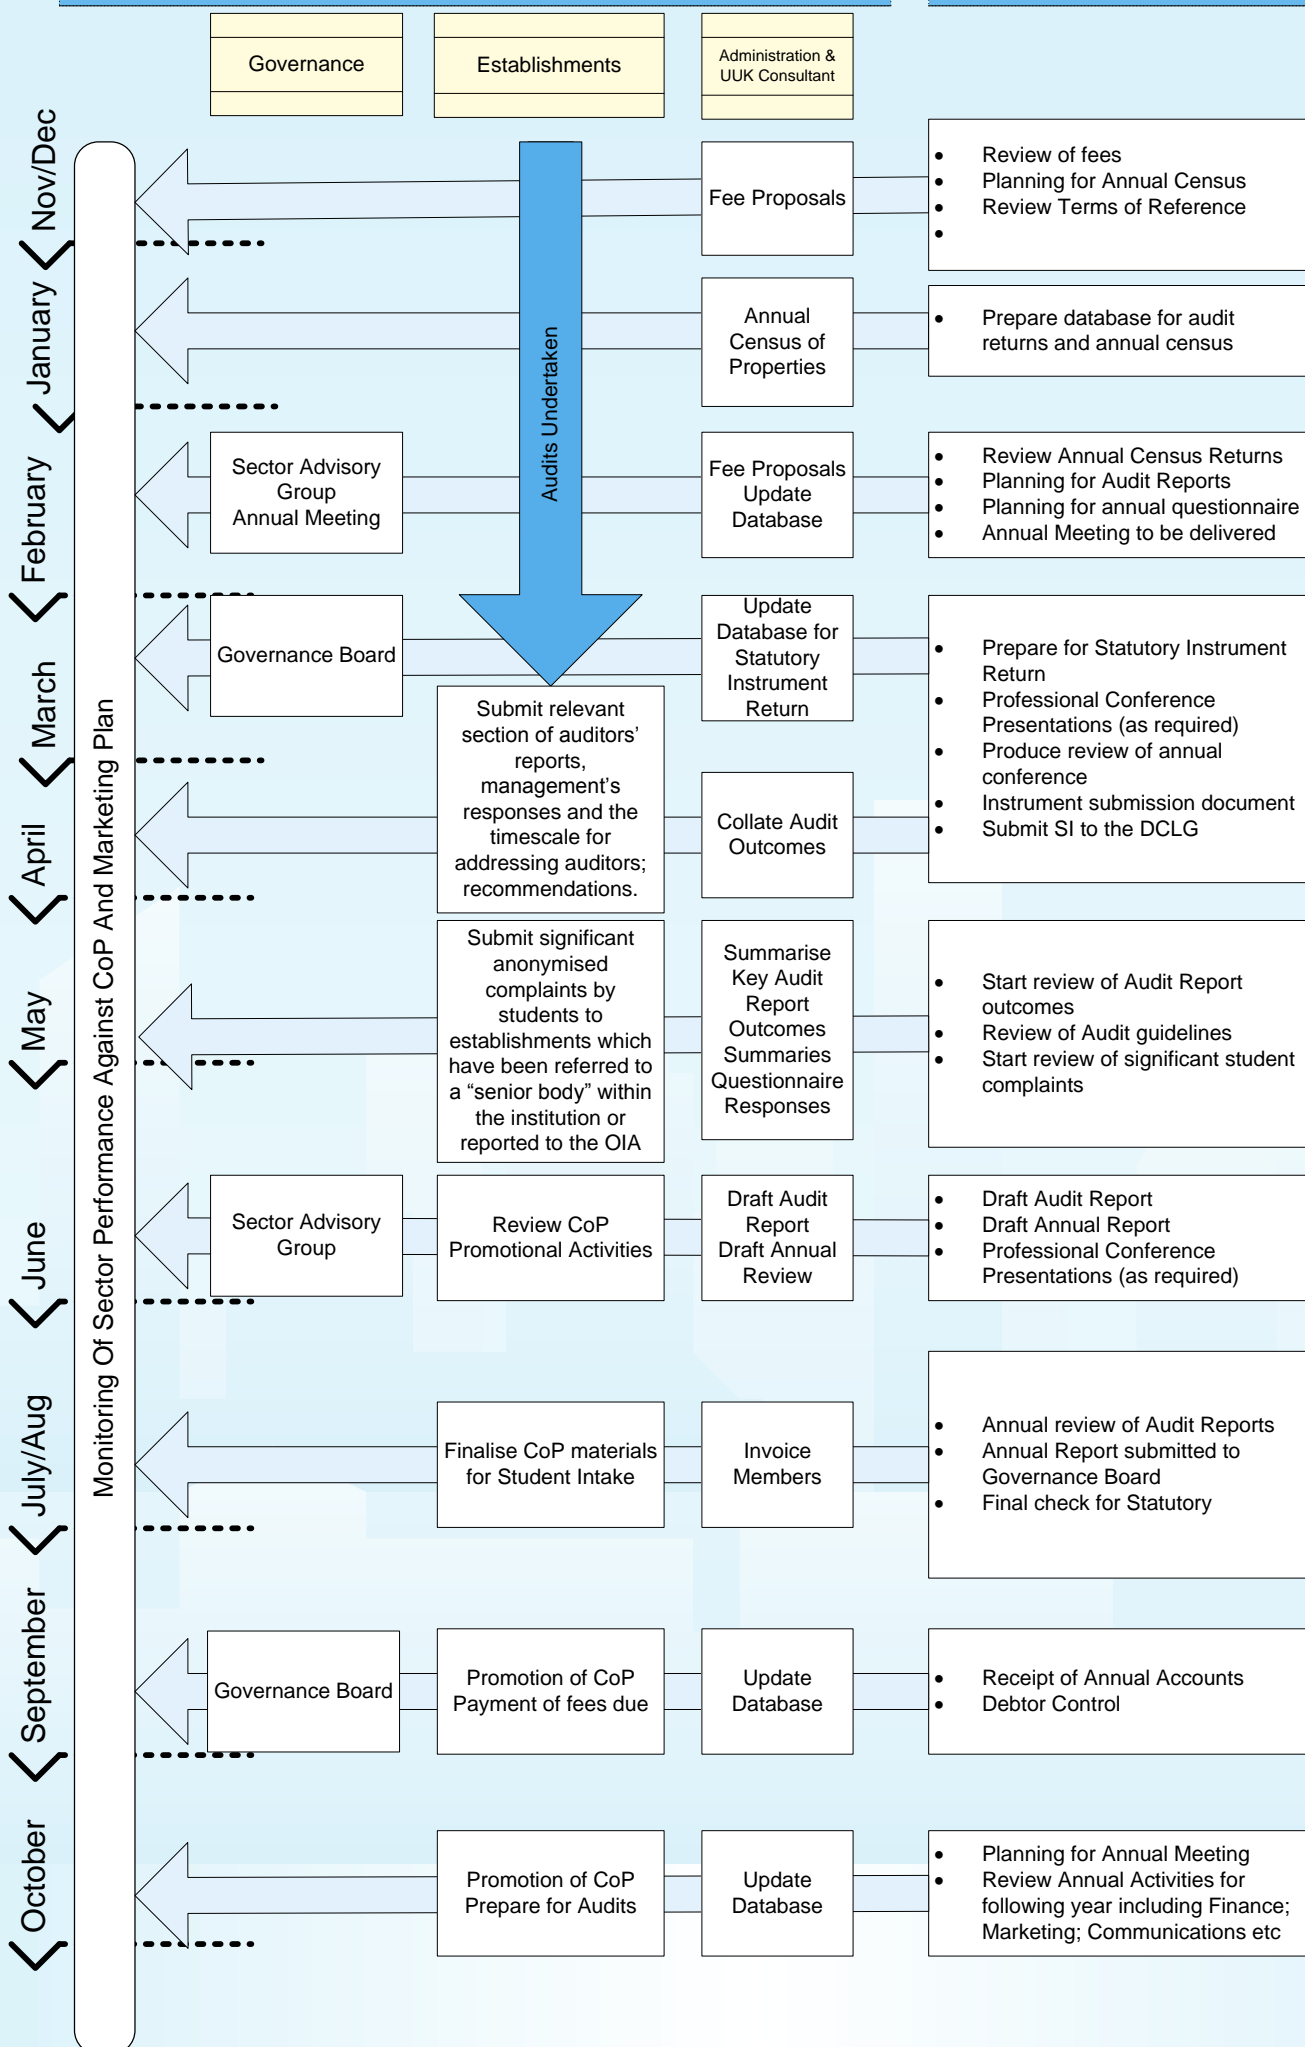 Governance
Establishments
Administration &
UUK Consultant
Monitoring Of Sector Performance Against CoP And Marketing Plan
Audits Undertaken
Nov/Dec
Fee Proposals
• Review of fees
• Planning for Annual Census
• Review Terms of Reference
•
January
Annual
Census of
Properties
• Prepare database for audit
returns and annual census
February
Sector Advisory
Group
Annual Meeting
Fee Proposals
Update
Database
• Review Annual Census Returns
• Planning for Audit Reports
• Planning for annual questionnaire
• Annual Meeting to be delivered
March
Governance Board
Update
Database for
Statutory
Instrument
Return
• Prepare for Statutory Instrument
Return
• Professional Conference
Presentations (as required)
• Produce review of annual
conference
• Instrument submission document
• Submit SI to the DCLG
April
Submit relevant
section of auditors’
reports,
management’s
responses and the
timescale for
addressing auditors;
recommendations.
Collate Audit
Outcomes
May
Submit significant
anonymised
complaints by
students to
establishments which
have been referred to
a “senior body” within
the institution or
reported to the OIA
Summarise
Key Audit
Report
Outcomes
Summaries
Questionnaire
Responses
• Start review of Audit Report
outcomes
• Review of Audit guidelines
• Start review of significant student
complaints
June
Sector Advisory
Group
Review CoP
Promotional Activities
Draft Audit
Report
Draft Annual
Review
• Draft Audit Report
• Draft Annual Report
• Professional Conference
Presentations (as required)
July/Aug
Finalise CoP materials
for Student Intake
Invoice
Members
• Annual review of Audit Reports
• Annual Report submitted to
Governance Board
• Final check for Statutory
September
Governance Board
Promotion of CoP
Payment of fees due
Update
Database
• Receipt of Annual Accounts
• Debtor Control
October
Promotion of CoP
Prepare for Audits
Update
Database
• Planning for Annual Meeting
• Review Annual Activities for
following year including Finance;
Marketing; Communications etc